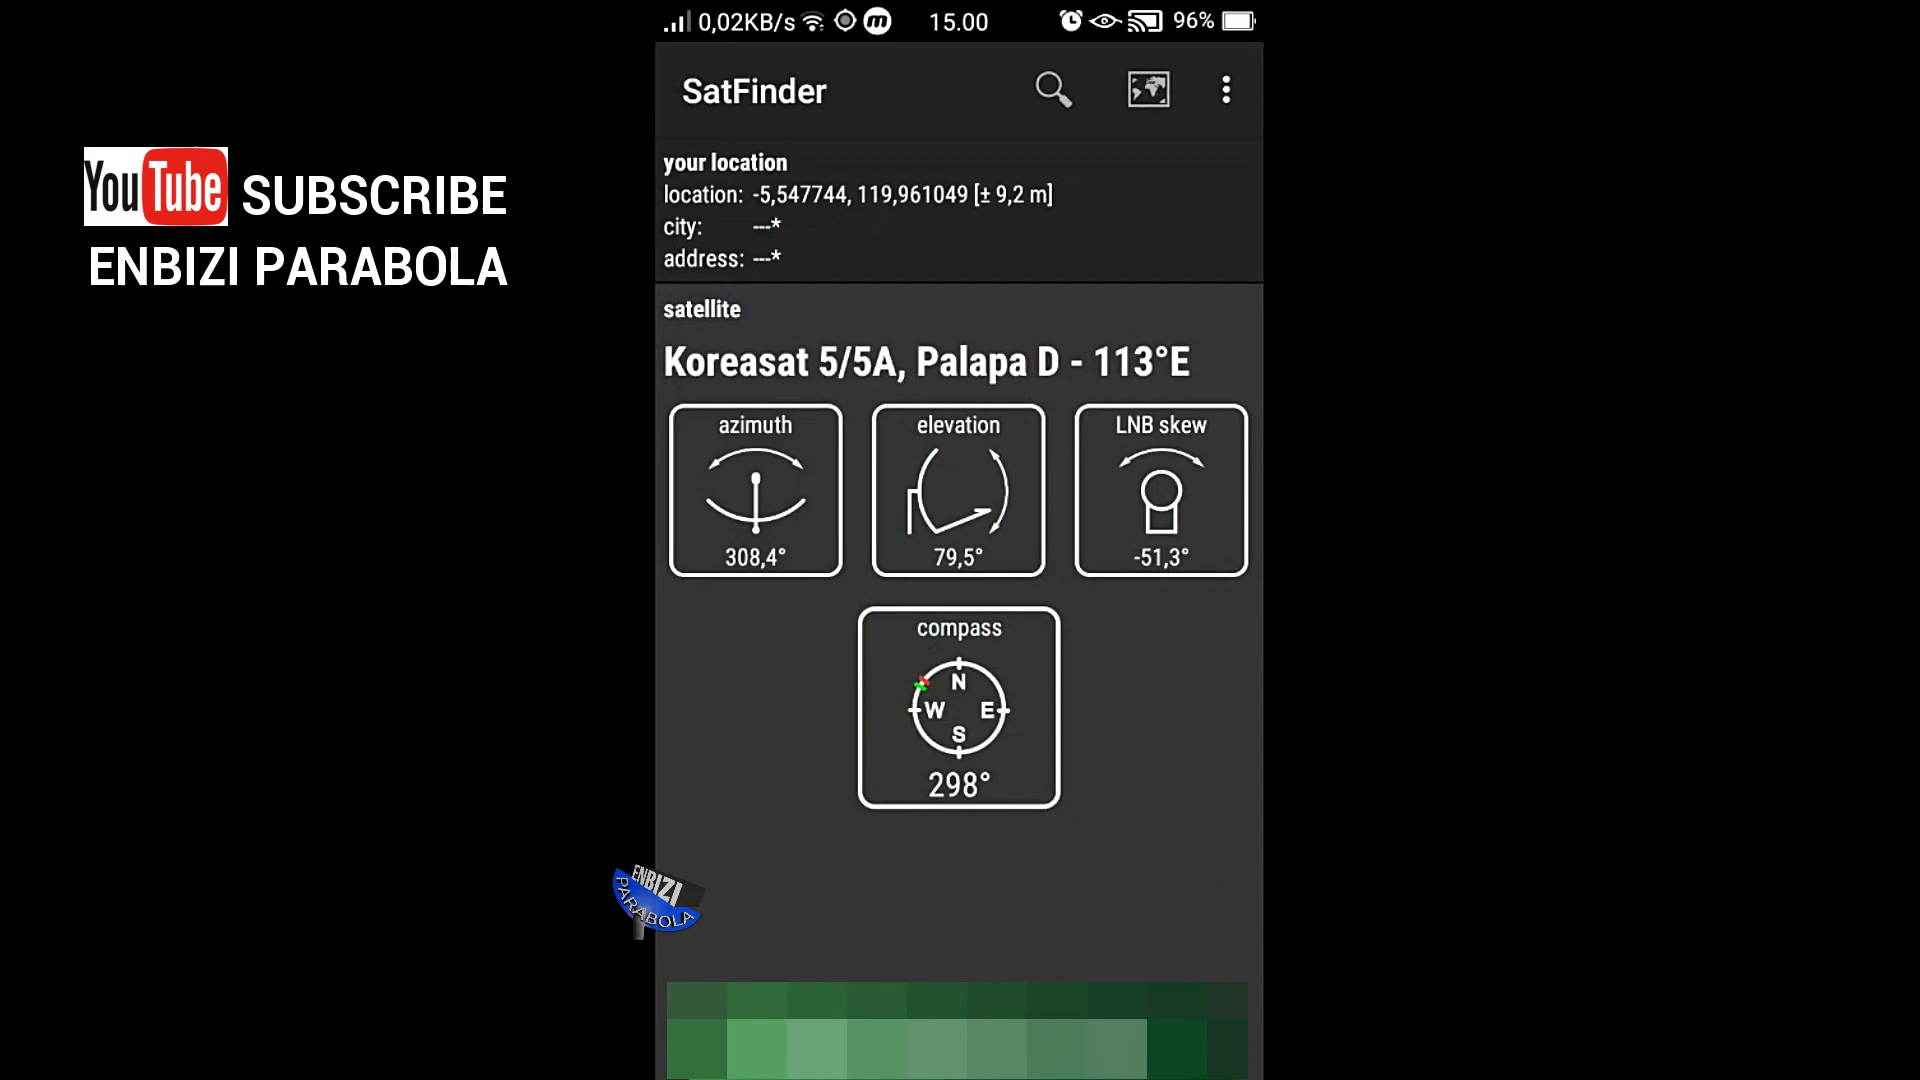 0,02KB/s
15.00
96%
SatFinder
YouTube SUBSCRIBE
ENBIZI PARABOLA
your location
location: -5,547744, 119,961049 [± 9,2 m]
city: ---*
address: ---*
satellite
Koreasat 5/5A, Palapa D - 113°E
azimuth
308,4°
elevation
79,5°
LNB skew
-51,3°
compass
N
W E
S
298°
ENBIZI
PARABOLA